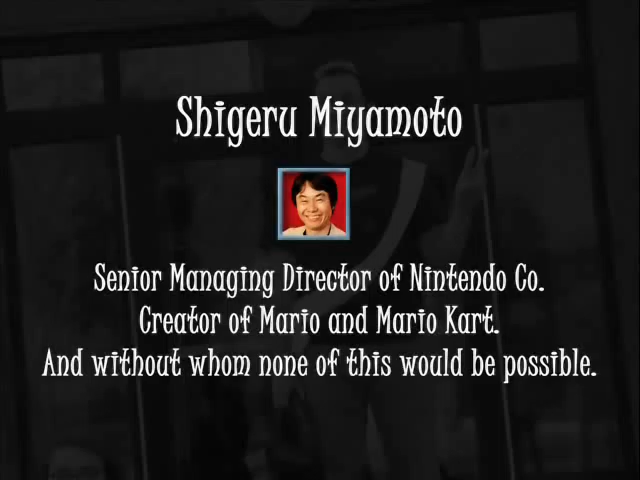 Shigeru Miyamoto
Senior Managing Director of Nintendo Co.
Creator of Mario and Mario Kart.
And without whom none of this would be possible.